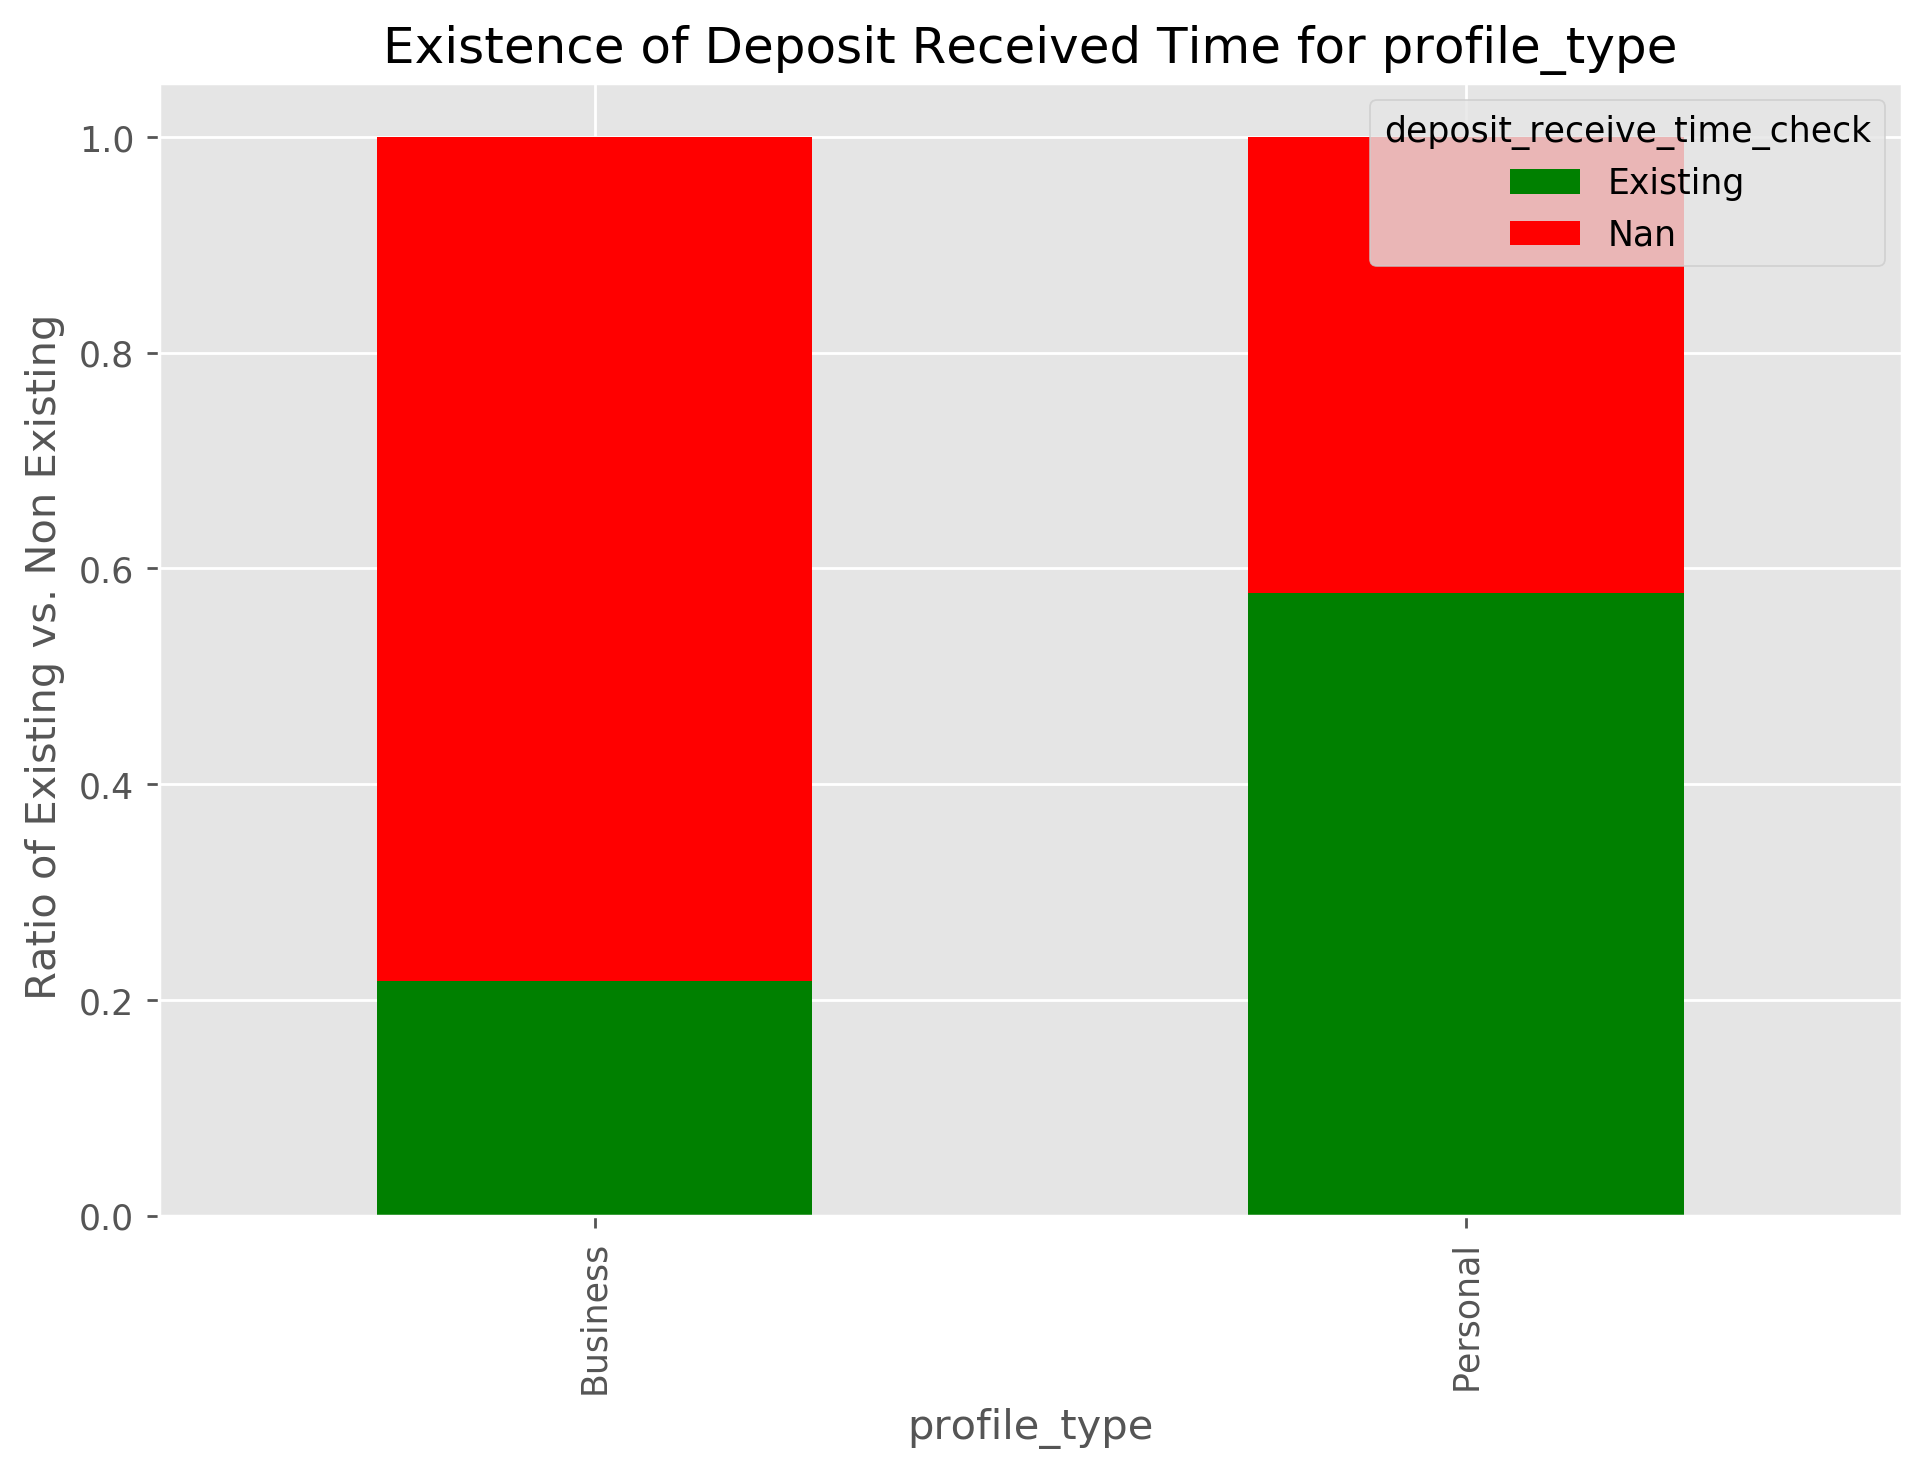 Existence of Deposit Received Time for profile_type
deposit_receive_time_check
Existing
Nan
Ratio of Existing vs. Non Existing
1.0
0.8
0.6
0.4
0.2
0.0
Business
Personal
profile_type